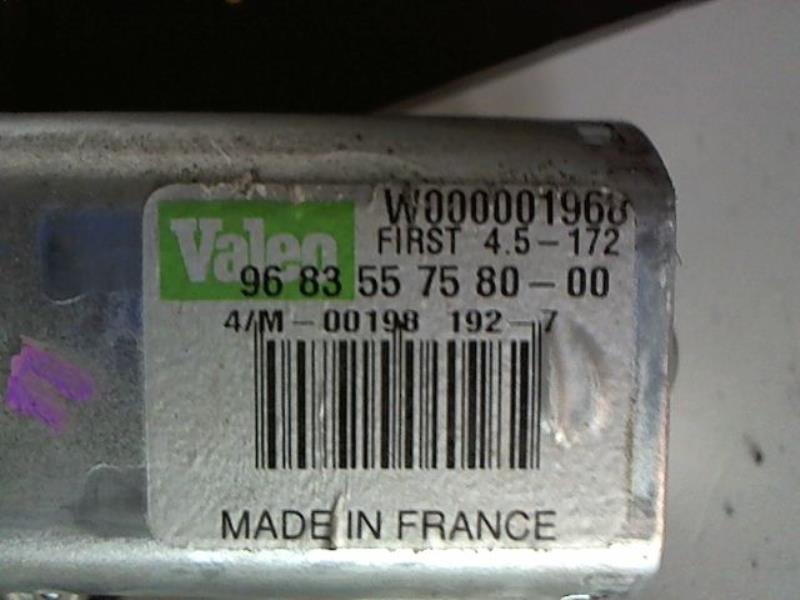 Valeo
W000001968
FIRST 4.5-172
96 83 55 75 80-00
4/M-00198 192-7
MADE IN FRANCE